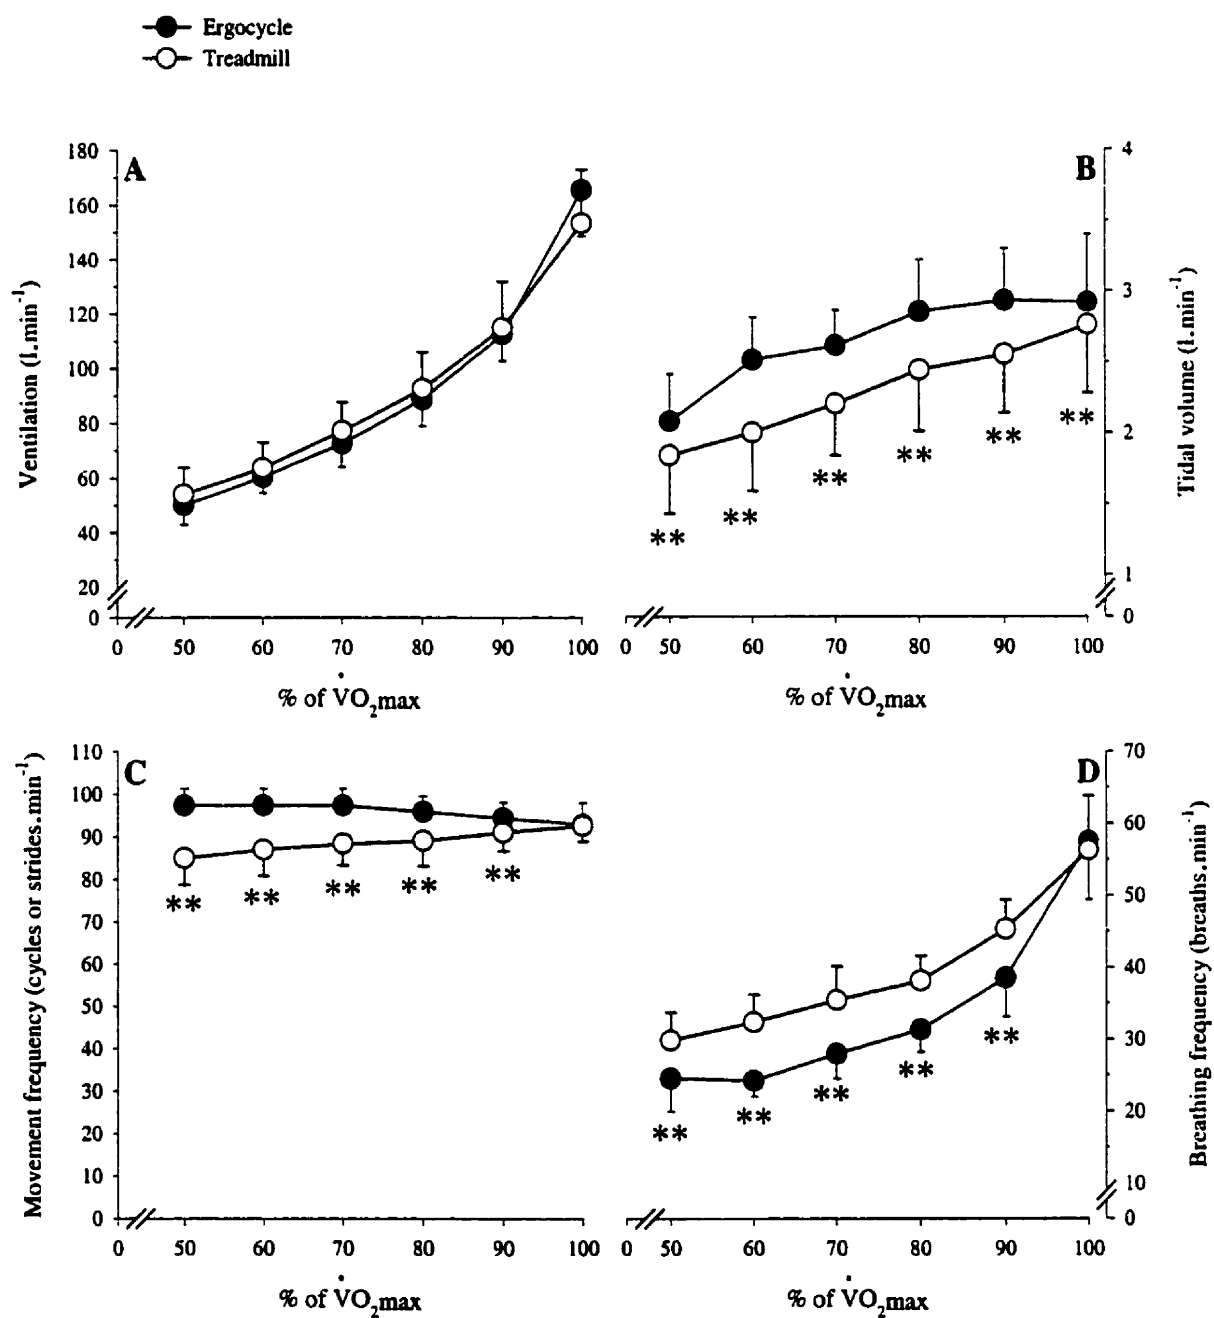 Ergocycle
Treadmill
A
180
160
140
120
100
80
60
40
20
0
Ventilation (l.min⁻¹)
0 50 60 70 80 90 100
% of V̇O₂max
B
4
3
2
1
0
Tidal volume (l.min⁻¹)
** ** ** ** ** **
0 50 60 70 80 90 100
% of V̇O₂max
C
110
100
90
80
70
60
50
40
30
20
10
0
Movement frequency (cycles or strides.min⁻¹)
** ** ** ** **
0 50 60 70 80 90 100
% of V̇O₂max
D
70
60
50
40
30
20
10
0
Breathing frequency (breaths.min⁻¹)
** ** ** ** **
0 50 60 70 80 90 100
% of V̇O₂max